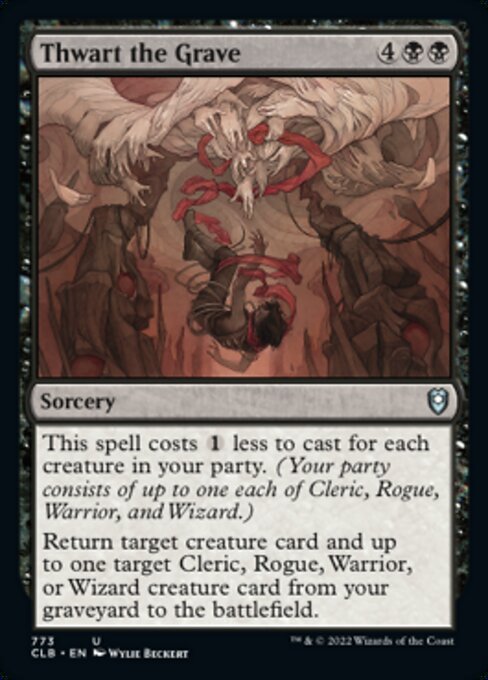 Thwart the Grave 4
Sorcery
This spell costs 1 less to cast for each
creature in your party. (Your party
consists of up to one each of Cleric, Rogue,
Warrior, and Wizard.)
Return target creature card and up
to one target Cleric, Rogue, Warrior,
or Wizard creature card from your
graveyard to the battlefield.
773 U
CLB • EN Wylie Beckert
™ & © 2022 Wizards of the Coast